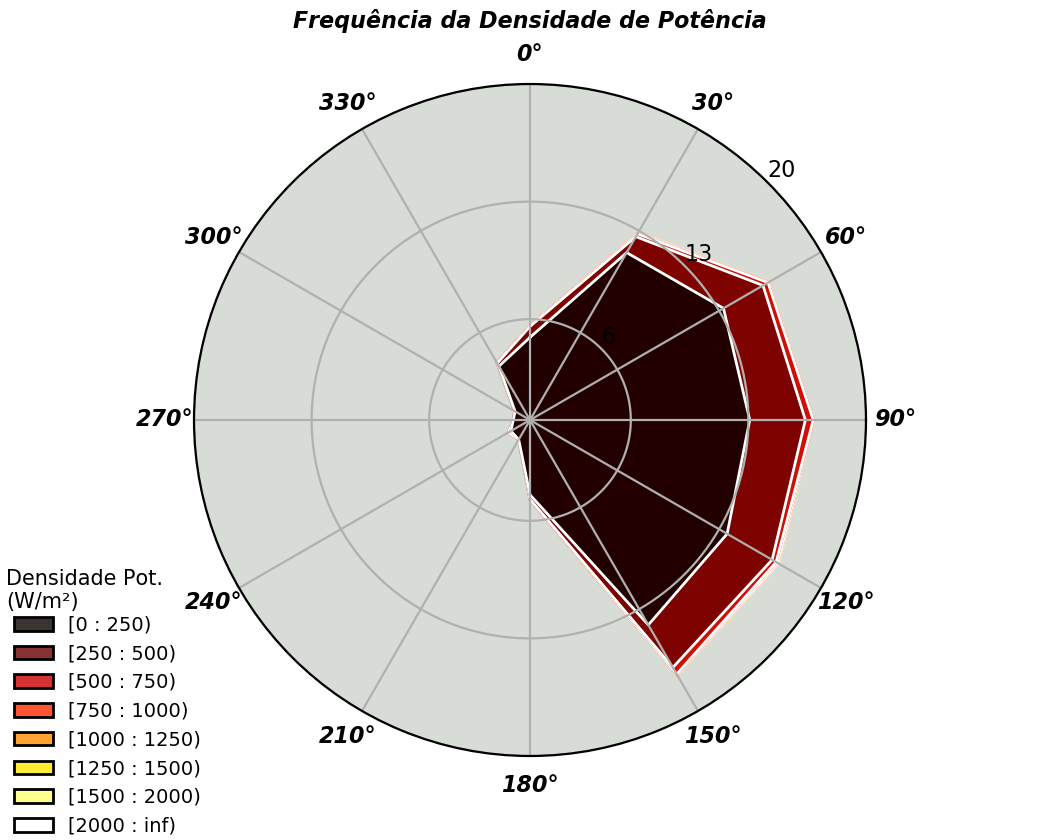 Frequência da Densidade de Potência
0°
330°
30°
20
300°
60°
13
6
270°
90°
240°
120°
210°
150°
180°
Densidade Pot.
(W/m²)
[0 : 250)
[250 : 500)
[500 : 750)
[750 : 1000)
[1000 : 1250)
[1250 : 1500)
[1500 : 2000)
[2000 : inf)